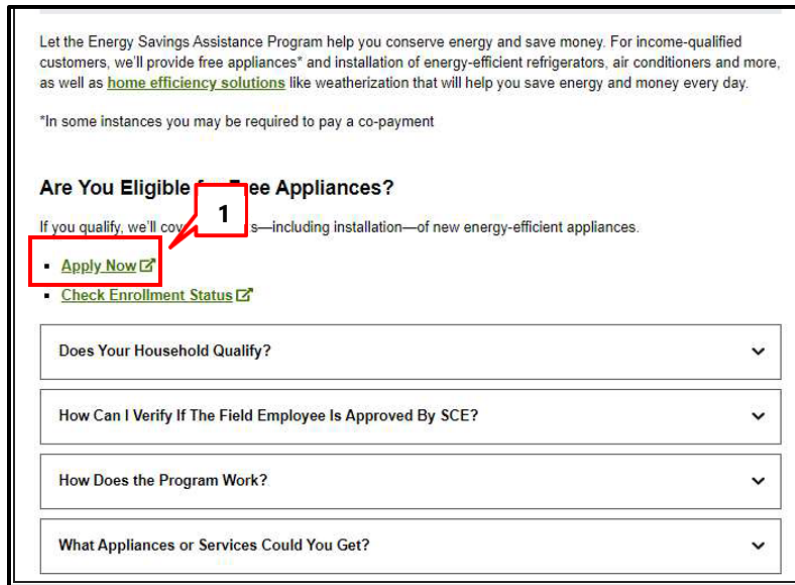 Let the Energy Savings Assistance Program help you conserve energy and save money. For income-qualified
customers, we'll provide free appliances* and installation of energy-efficient refrigerators, air conditioners and more,
as well as home efficiency solutions like weatherization that will help you save energy and money every day.
*In some instances you may be required to pay a co-payment
Are You Eligible ee Appliances?
1
If you qualify, we'll cov s—including installation—of new energy-efficient appliances.
▪ Apply Now
▪ Check Enrollment Status
Does Your Household Qualify?
How Can I Verify If The Field Employee Is Approved By SCE?
How Does the Program Work?
What Appliances or Services Could You Get?